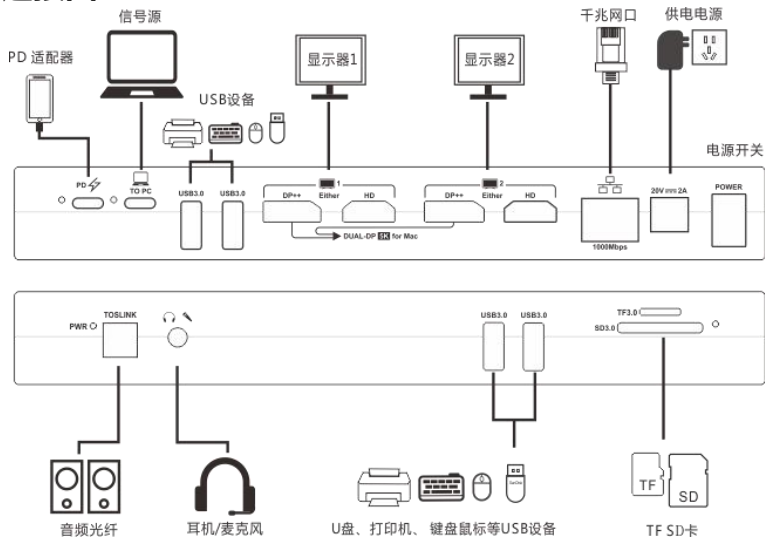 信号源
千兆网口
供电电源
PD 适配器
显示器1
显示器2
USB设备
电源开关
PD
TO PC
USB3.0
USB3.0
1
DP++
Either
HD
2
DP++
Either
HD
20V 2A
POWER
DUAL-DP 5K for Mac
1000Mbps
PWR
TOSLINK
USB3.0
USB3.0
TF3.0
SD3.0
TF
SD
音频光纤
耳机/麦克风
U盘、打印机、键盘鼠标等USB设备
TF SD卡